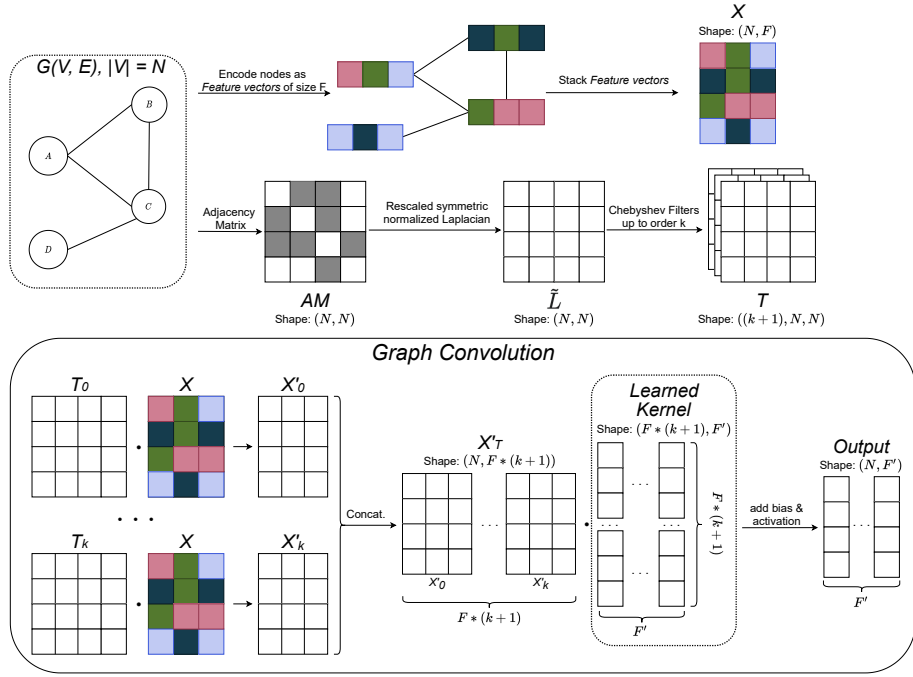 G(V, E), |V| = N
A
B
C
D
Encode nodes as
Feature vectors of size F
Stack Feature vectors
X
Shape: (N, F)
Adjacency
Matrix
AM
Shape: (N, N)
Rescaled symmetric
normalized Laplacian
L̃
Shape: (N, N)
Chebyshev Filters
up to order k
T
Shape: ((k + 1), N, N)
Graph Convolution
T₀
·
X
X'₀
. . .
Tₖ
·
X
X'ₖ
Concat.
X'ᴛ
Shape: (N, F * (k + 1))
...
X'₀
X'ₖ
F * (k + 1)
·
Learned
Kernel
Shape: (F * (k + 1), F')
...
... ...
...
F * (k + 1)
F'
add bias &
activation
Output
Shape: (N, F')
...
F'